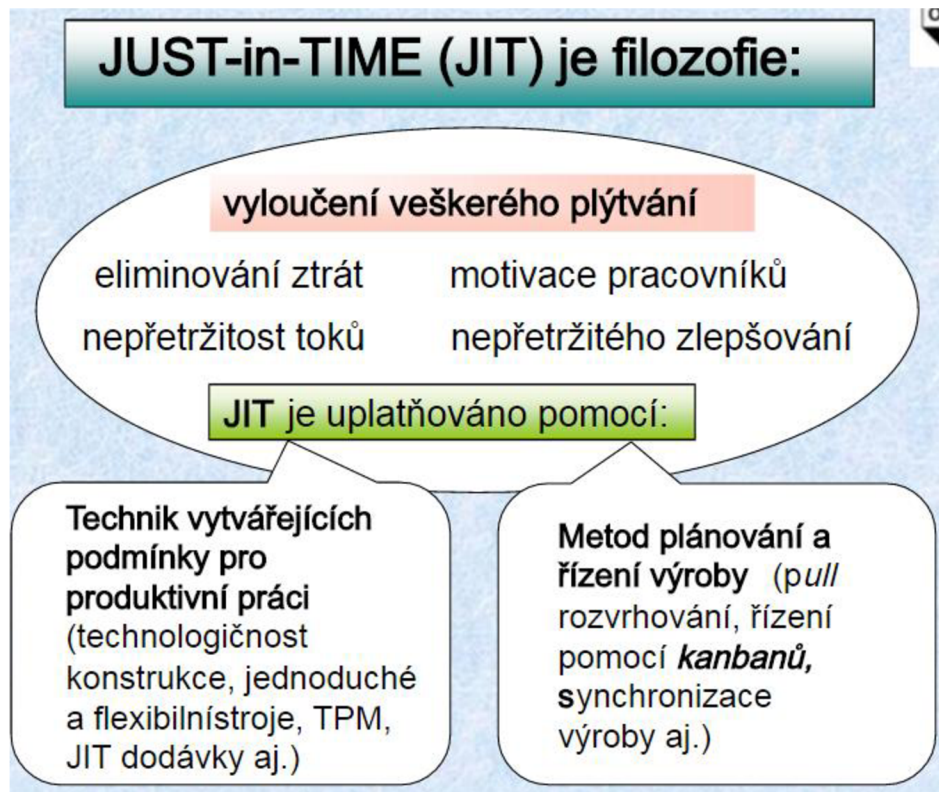 JUST-in-TIME (JIT) je filozofie:
vyloučení veškerého plýtvání
eliminování ztrát motivace pracovníků
nepřetržitost toků nepřetržitého zlepšování
JIT je uplatňováno pomocí:
Technik vytvářejících
podmínky pro
produktivní práci
(technologičnost
konstrukce, jednoduché
a flexibilnístroje, TPM,
JIT dodávky aj.)
Metod plánování a
řízení výroby (pull
rozvrhování, řízení
pomocí kanbanů,
synchronizace
výroby aj.)